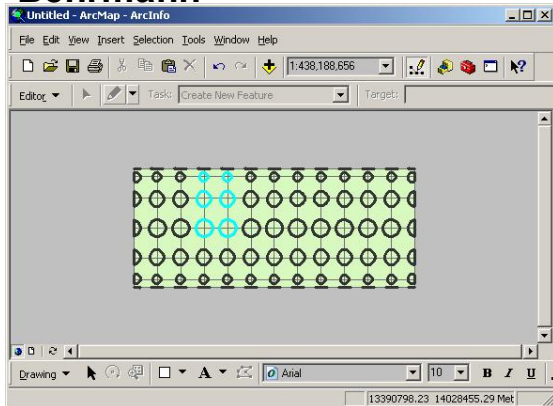 Behrmann
Untitled - ArcMap - ArcInfo
File Edit View Insert Selection Tools Window Help
1:438,188,656
Editor Task: Create New Feature Target:
Drawing A Arial 10 B I U
13390798.23 14028455.29 Met